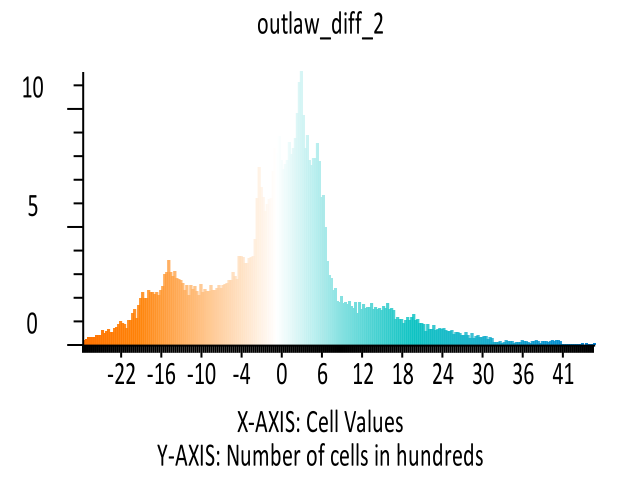 outlaw_diff_2
10
5
0
-22 -16 -10 -4 0 6 12 18 24 30 36 41
X-AXIS: Cell Values
Y-AXIS: Number of cells in hundreds